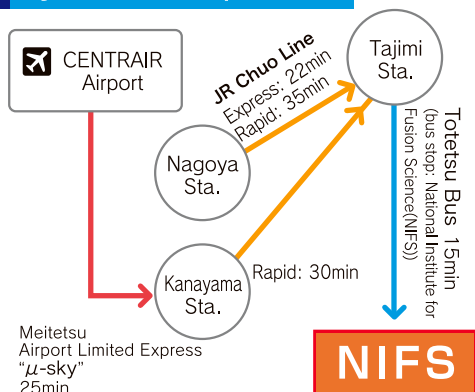 CENTRAIR
Airport
Tajimi
Sta.
JR Chuo Line
Express: 22min
Rapid: 35min
Nagoya
Sta.
Totetsu Bus 15min
(bus stop: National Institute for
Fusion Science(NIFS))
Kanayama
Sta.
Rapid: 30min
Meitetsu
Airport Limited Express
“μ-sky”
25min
NIFS